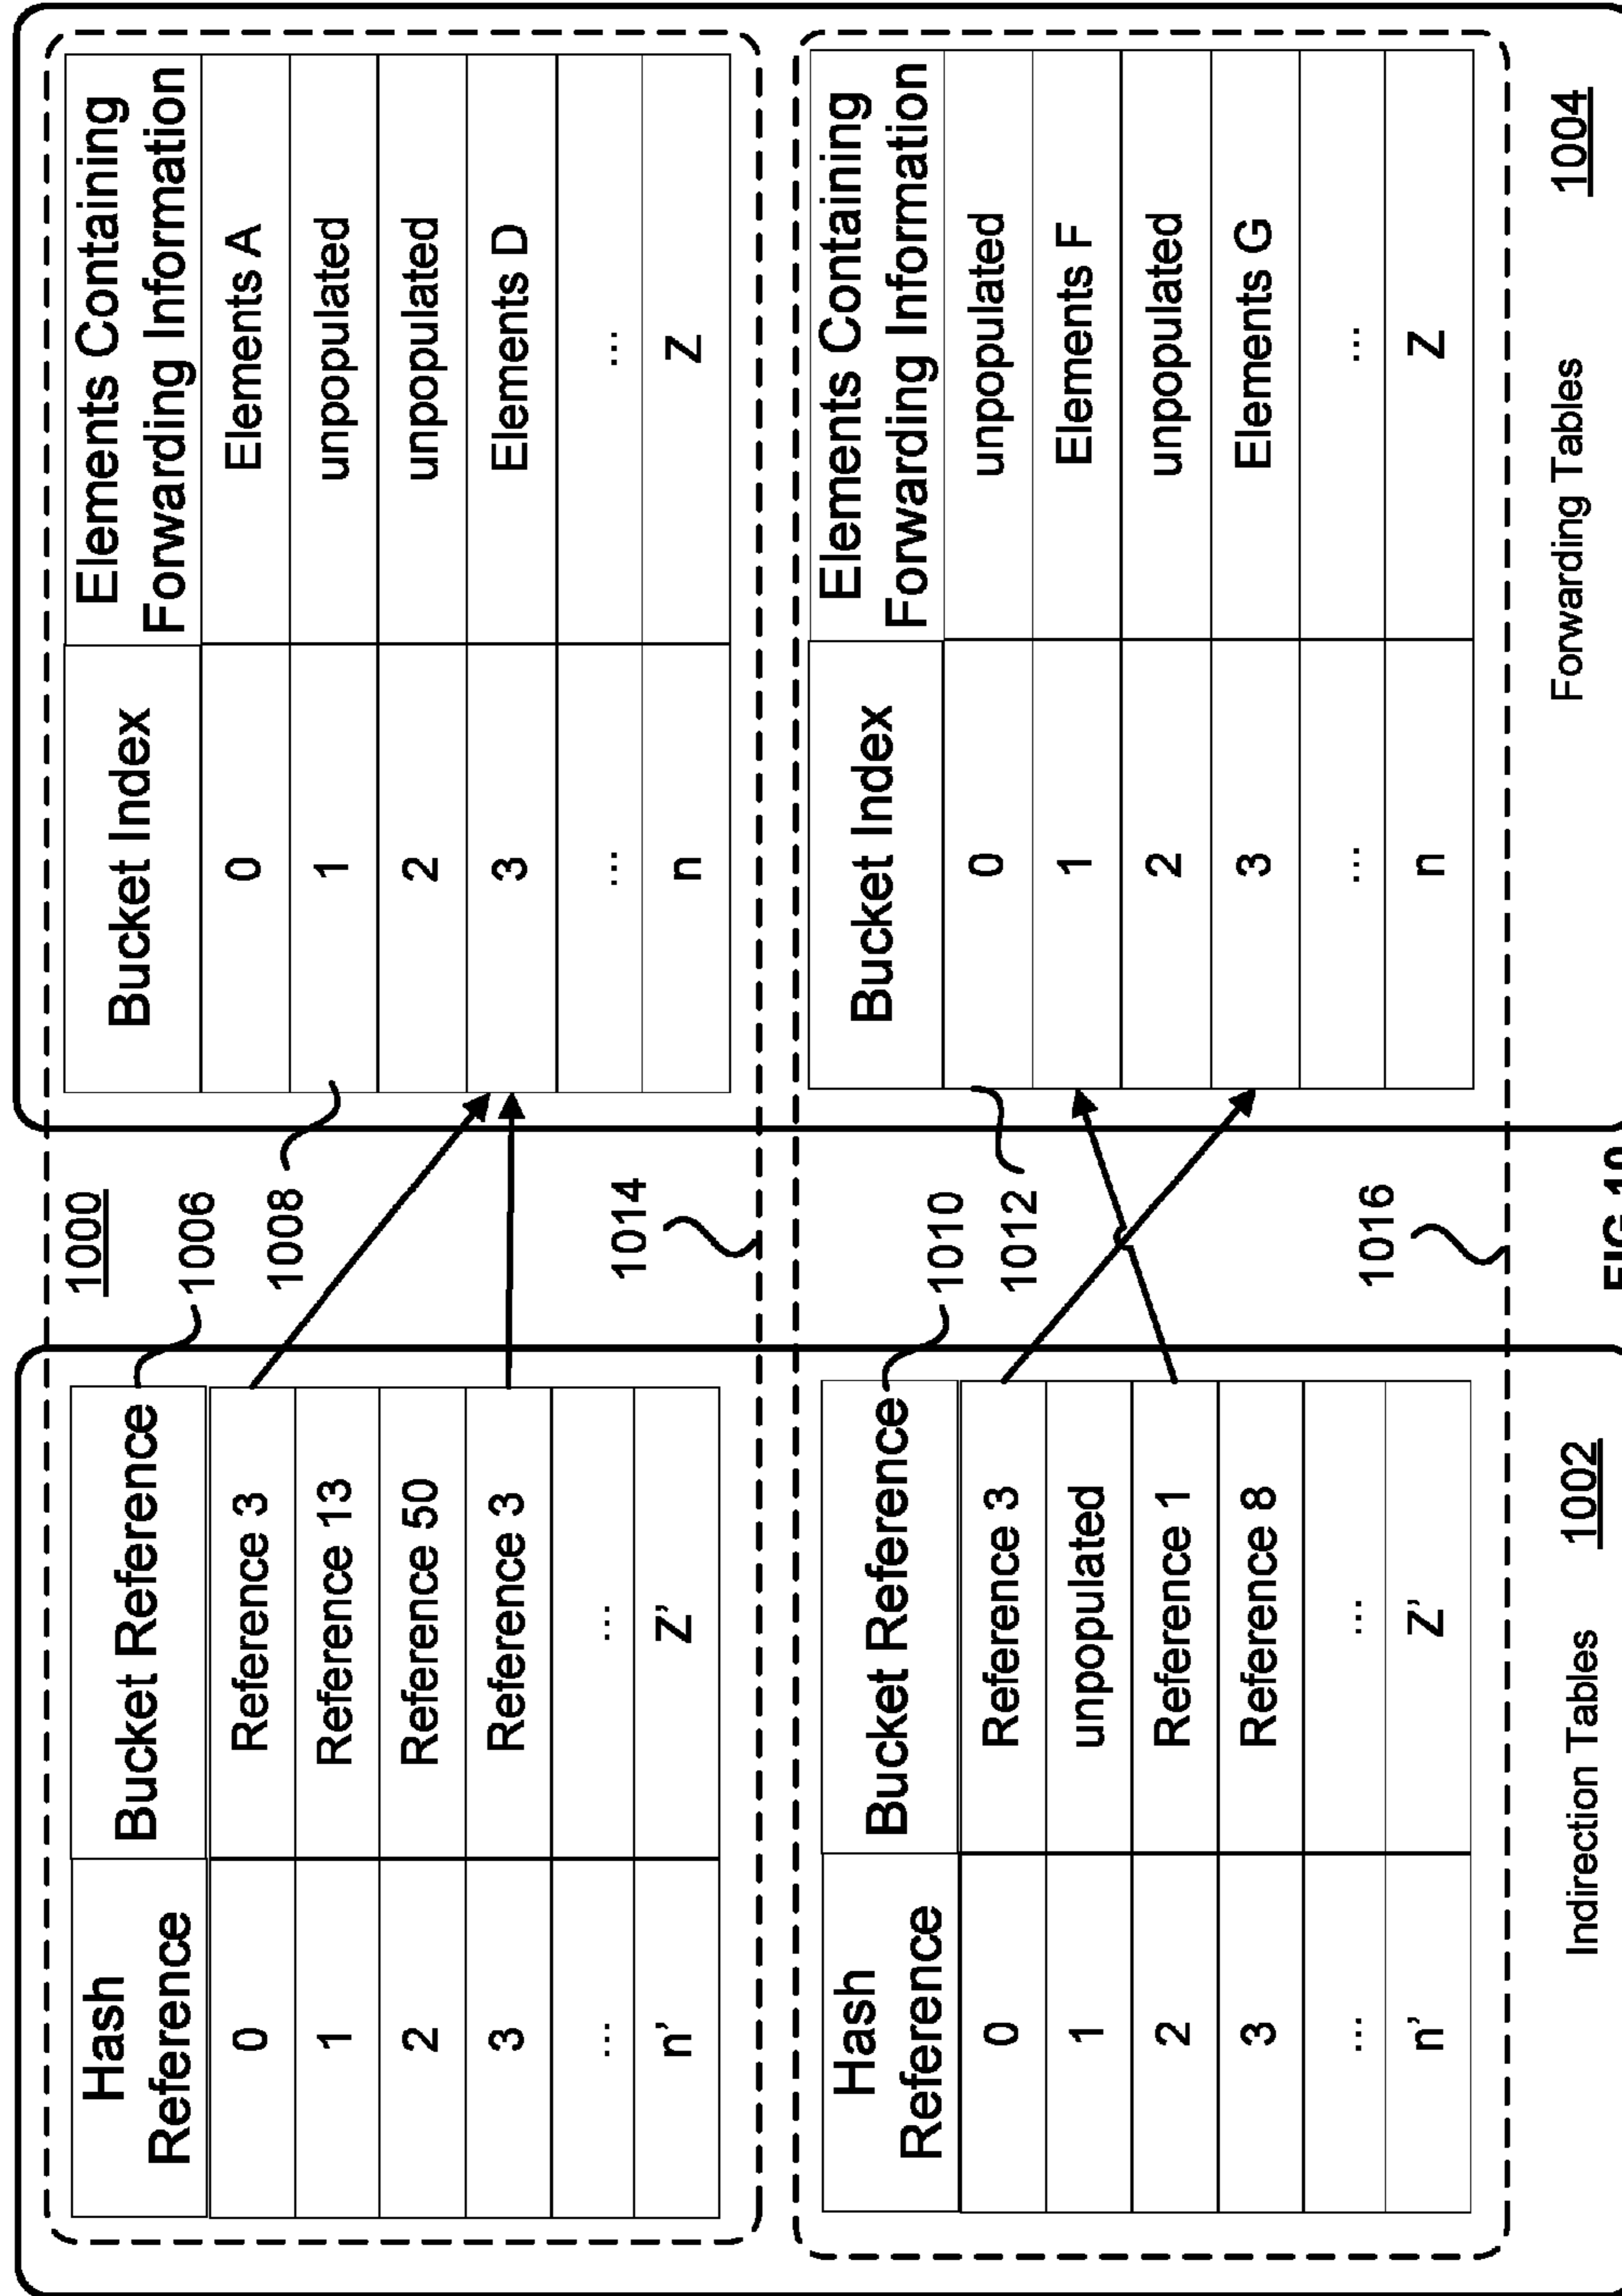 1000
Hash
Reference
Bucket Reference
1006
Bucket Index
Elements Containing
Forwarding Information
0
Reference 3
1008
0
Elements A
1
Reference 13
1
unpopulated
2
Reference 50
2
unpopulated
3
Reference 3
3
Elements D
...
...
...
...
n'
Z'
1014
n
Z
Hash
Reference
Bucket Reference
1010
Bucket Index
Elements Containing
Forwarding Information
0
Reference 3
1012
0
unpopulated
1
unpopulated
1
Elements F
2
Reference 1
2
unpopulated
3
Reference 8
3
Elements G
...
...
...
...
n'
Z'
1016
n
Z
Indirection Tables
1002
Forwarding Tables
1004